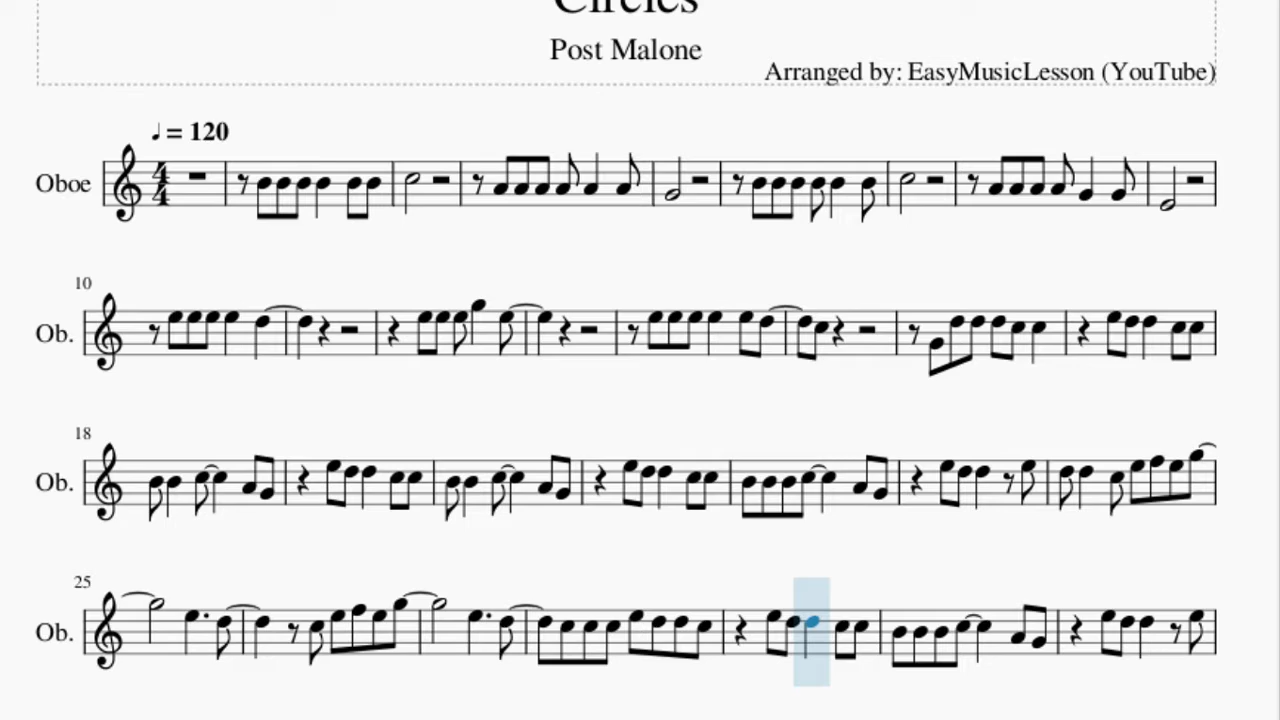 Circles
Post Malone
Arranged by: EasyMusicLesson (YouTube)
♩ = 120
Oboe
10
Ob.
18
Ob.
25
Ob.